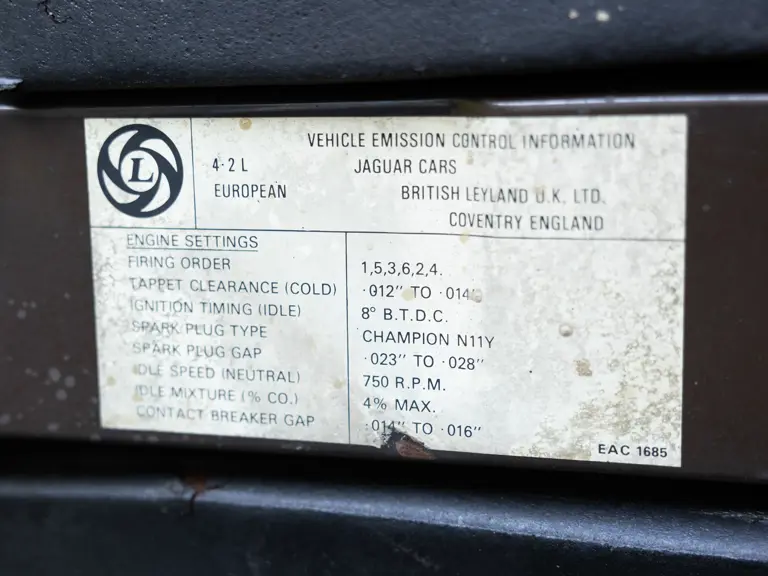 L
VEHICLE EMISSION CONTROL INFORMATION
4·2 L JAGUAR CARS
EUROPEAN BRITISH LEYLAND U.K. LTD.
COVENTRY ENGLAND
ENGINE SETTINGS
FIRING ORDER 1,5,3,6,2,4.
TAPPET CLEARANCE (COLD) ·012" TO ·014"
IGNITION TIMING (IDLE) 8° B.T.D.C.
SPARK PLUG TYPE CHAMPION N11Y
SPARK PLUG GAP ·023" TO ·028"
IDLE SPEED (NEUTRAL) 750 R.P.M.
IDLE MIXTURE (% CO.) 4% MAX.
CONTACT BREAKER GAP ·014" TO ·016"
EAC 1685